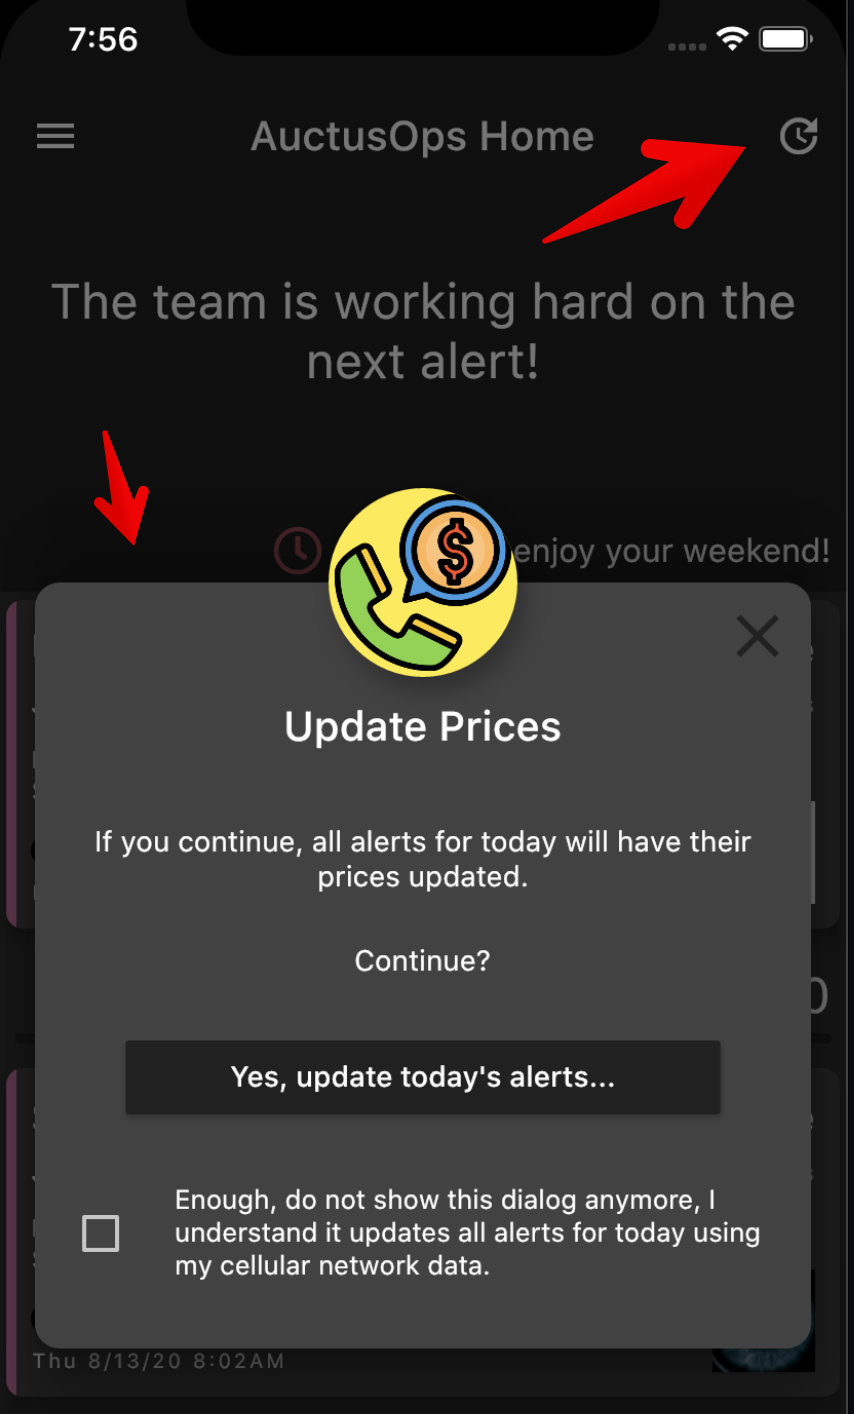 7:56
AuctusOps Home
The team is working hard on the
next alert!
enjoy your weekend!
$
Update Prices
If you continue, all alerts for today will have their
prices updated.
Continue?
Yes, update today's alerts...
Enough, do not show this dialog anymore, I
understand it updates all alerts for today using
my cellular network data.
Thu 8/13/20 8:02AM